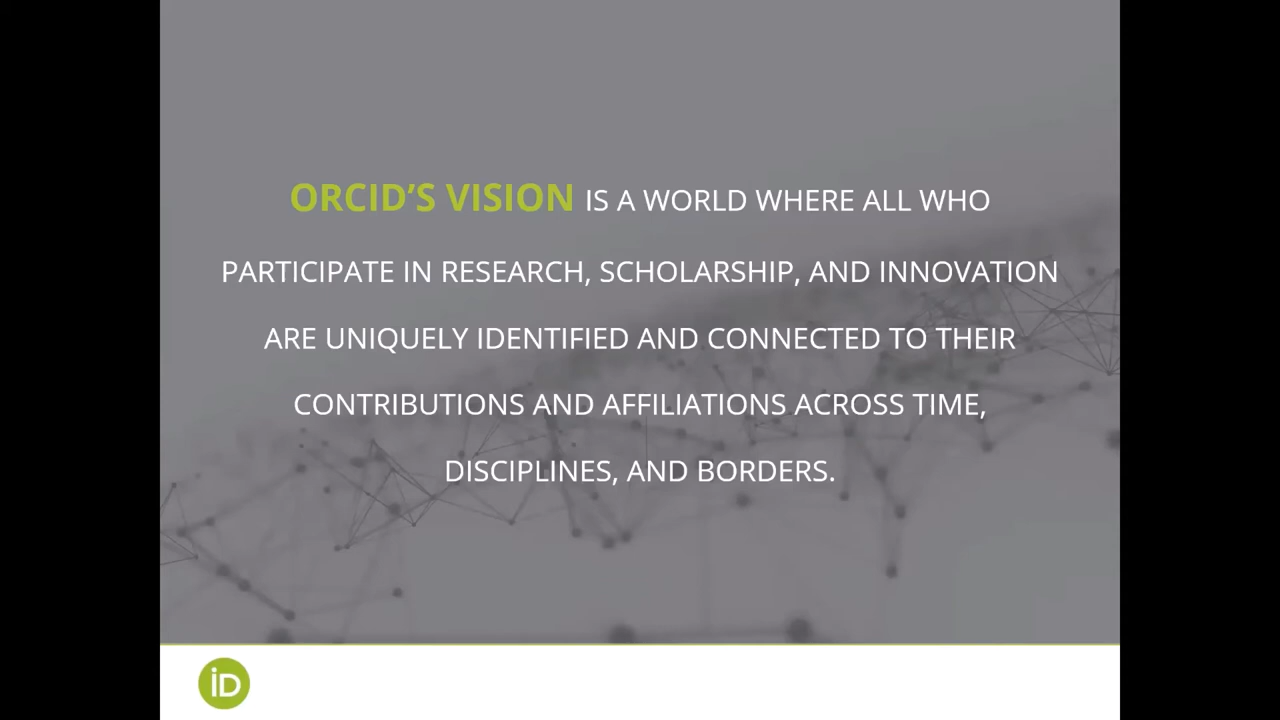 ORCID’S VISION IS A WORLD WHERE ALL WHO
PARTICIPATE IN RESEARCH, SCHOLARSHIP, AND INNOVATION
ARE UNIQUELY IDENTIFIED AND CONNECTED TO THEIR
CONTRIBUTIONS AND AFFILIATIONS ACROSS TIME,
DISCIPLINES, AND BORDERS.
iD